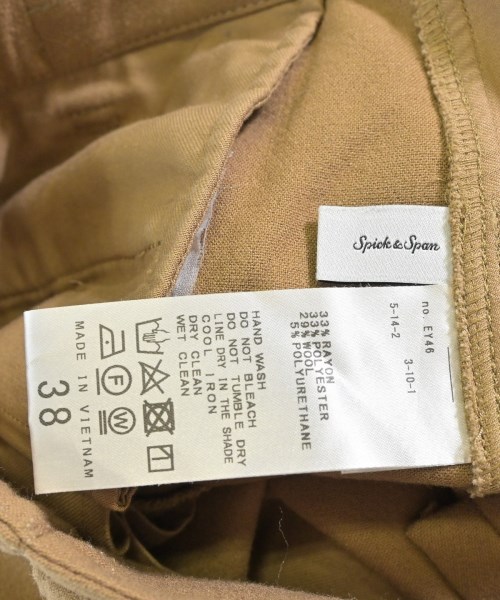 Spick & Span
no. EV46
3-10-1
5-14-2
33% RAYON
33% POLYESTER
29% WOOL
5% POLYURETHANE
HAND WASH
DO NOT BLEACH
DO NOT TUMBLE DRY
LINE DRY IN THE SHADE
COOL IRON
DRY CLEAN
WET CLEAN
F W
38
MADE IN VIETNAM